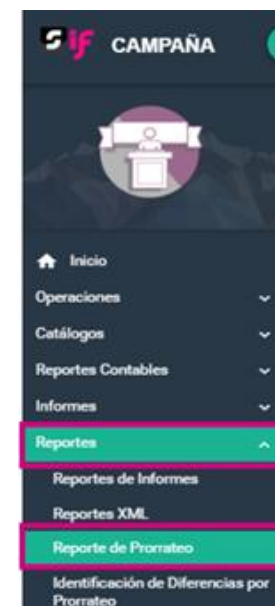 Sif CAMPAÑA
Inicio
Operaciones
Catálogos
Reportes Contables
Informes
Reportes
Reportes de Informes
Reportes XML
Reporte de Prorrateo
Identificación de Diferencias por
Prorrateo